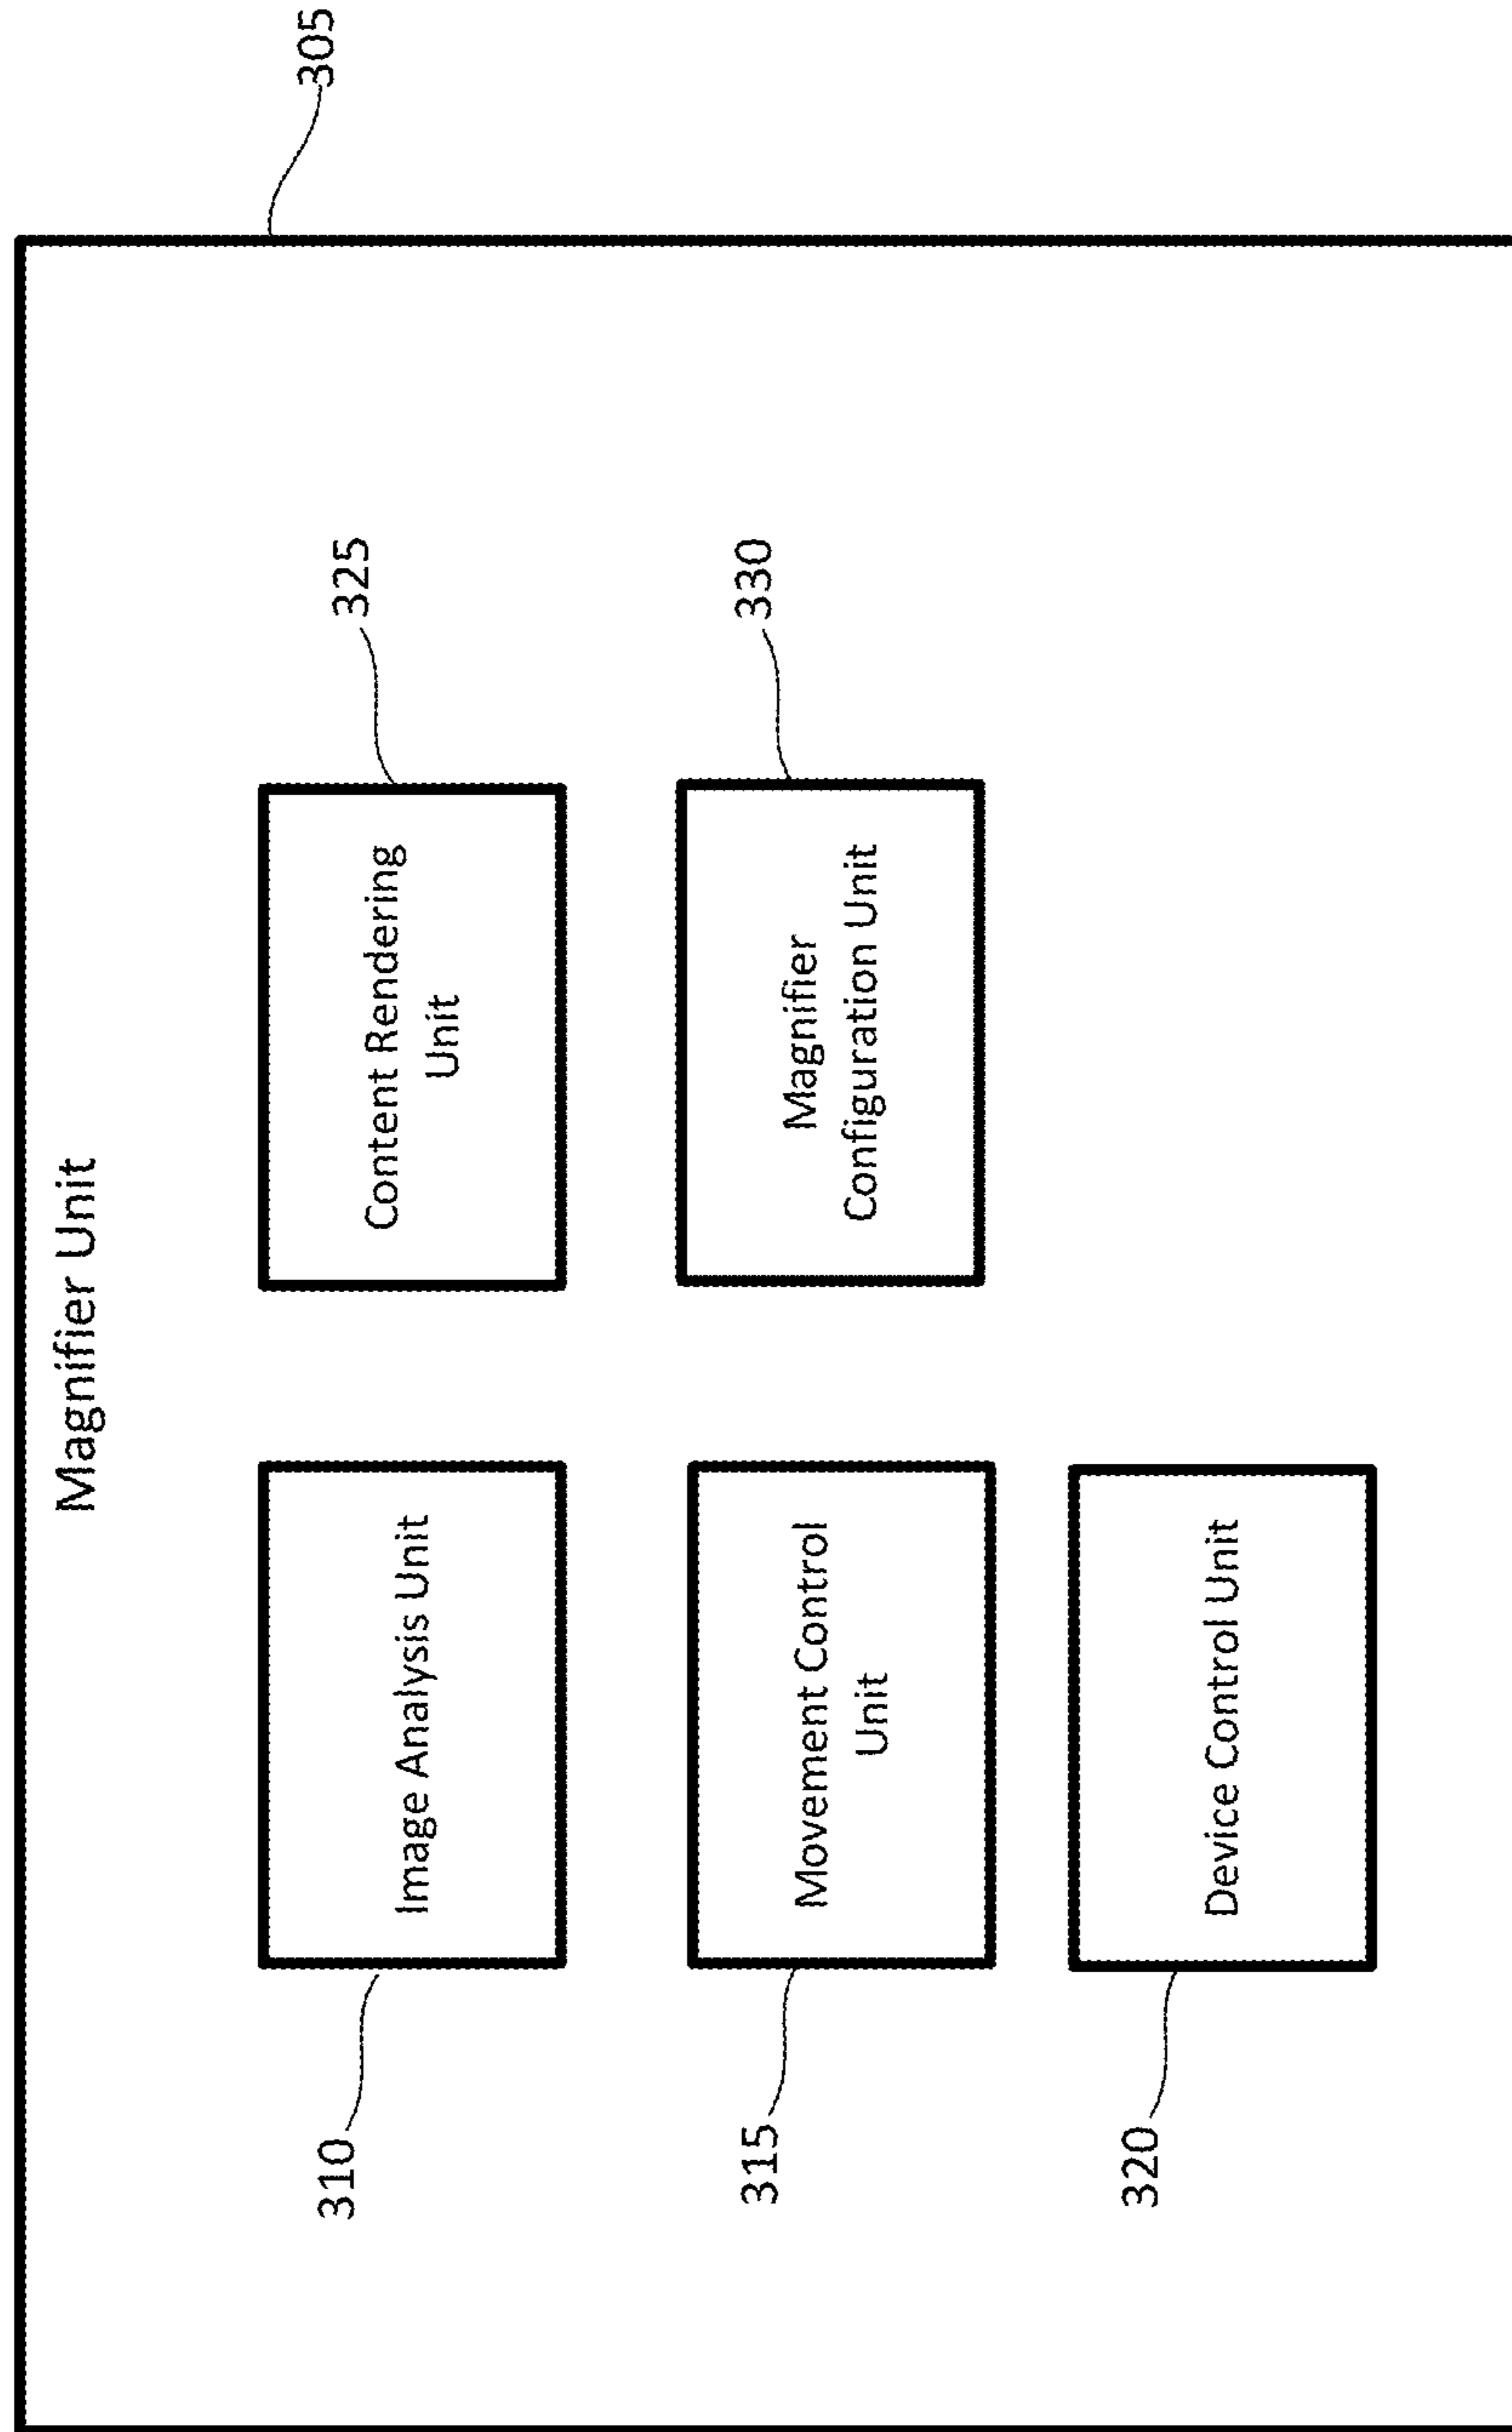 Magnifier Unit
305
310
Image Analysis Unit
Content Rendering
Unit
325
315
Movement Control
Unit
Magnifier
Configuration Unit
330
320
Device Control Unit